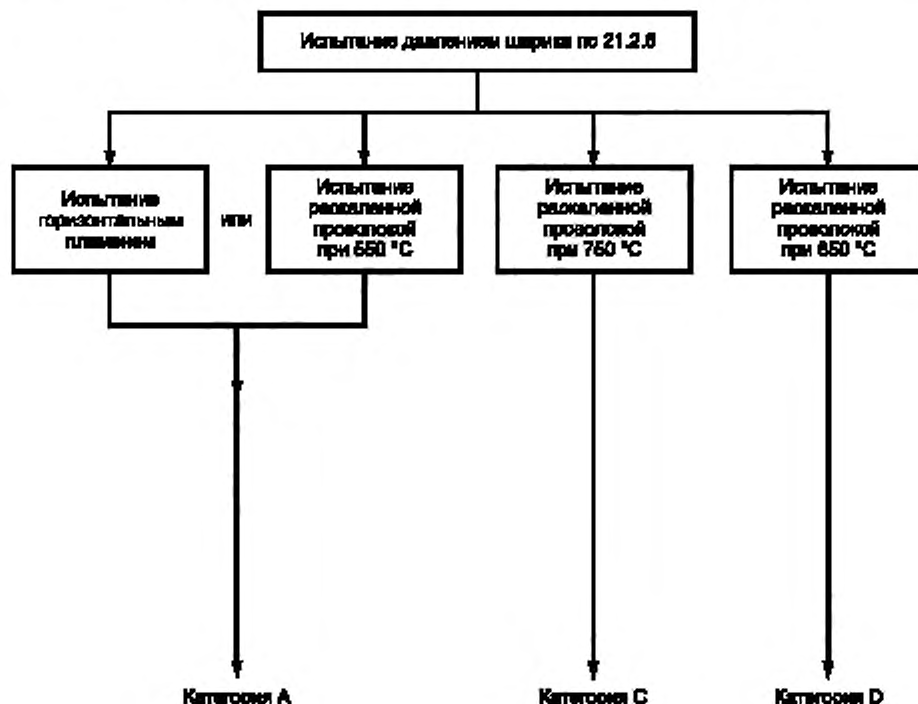 Испытание давлением шарика по 21.2.6
Испытание
горизонтальным
пламенем
или
Испытание
раскаленной
проволокой
при 550 °C
Испытание
раскаленной
проволокой
при 750 °C
Испытание
раскаленной
проволокой
при 850 °C
Категория A
Категория C
Категория D